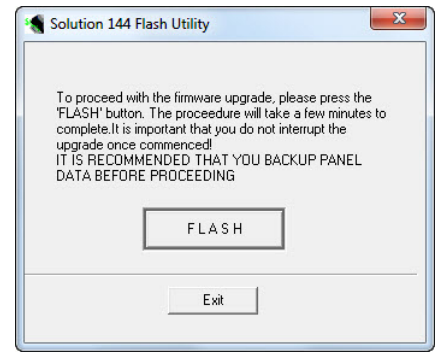 Solution 144 Flash Utility
To proceed with the firmware upgrade, please press the
'FLASH' button. The proceedure will take a few minutes to
complete.It is important that you do not interrupt the
upgrade once commenced!
IT IS RECOMMENDED THAT YOU BACKUP PANEL
DATA BEFORE PROCEEDING
FLASH
Exit